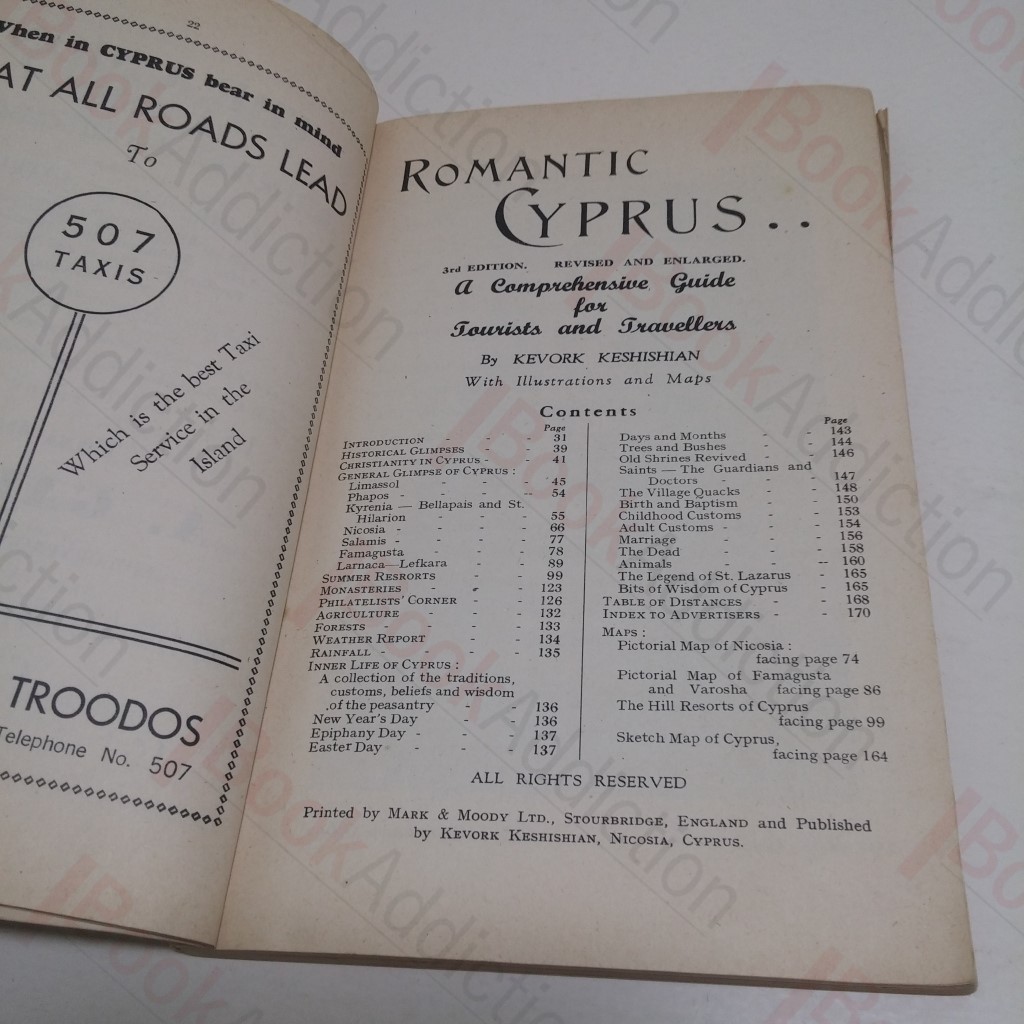 22
When in CYPRUS bear in mind
AT ALL ROADS LEAD
To
507
TAXIS
Which is the best Taxi
Service in the
Island
TROODOS
Telephone No. 507
ROMANTIC
CYPRUS..
3rd EDITION. REVISED AND ENLARGED.
A Comprehensive Guide
for
Tourists and Travellers
By KEVORK KESHISHIAN
With Illustrations and Maps
Contents
Page
INTRODUCTION - - - 31
HISTORICAL GLIMPSES - - 39
CHRISTIANITY IN CYPRUS - - 41
GENERAL GLIMPSE OF CYPRUS :
Limassol - - - 45
Phapos - - - -- 54
Kyrenia — Bellapais and St.
Hilarion - - - 55
Nicosia - - - - 66
Salamis - - - - 77
Famagusta - - - 78
Larnaca—Lefkara - - 89
SUMMER RESRORTS - - - 99
MONASTERIES - - - 123
PHILATELISTS' CORNER - - 126
AGRICULTURE - - - 132
FORESTS - - - - 133
WEATHER REPORT - - - 134
RAINFALL - - - - 135
INNER LIFE OF CYPRUS :
A collection of the traditions,
customs, beliefs and wisdom
of the peasantry - - 136
New Year's Day - - - 136
Epiphany Day - - - - 137
Easter Day - - - 137
Page
Days and Months - - 143
Trees and Bushes - - 144
Old Shrines Revived - - 146
Saints — The Guardians and
Doctors - - - 147
The Village Quacks - - 148
Birth and Baptism - - 150
Childhood Customs - - 153
Adult Customs - - - 154
Marriage - - - 156
The Dead - - - 158
Animals - - -- 160
The Legend of St. Lazarus - 165
Bits of Wisdom of Cyprus - 165
TABLE OF DISTANCES - - 168
INDEX TO ADVERTISERS - - 170
MAPS :
Pictorial Map of Nicosia :
facing page 74
Pictorial Map of Famagusta
and Varosha facing page 86
The Hill Resorts of Cyprus
facing page 99
Sketch Map of Cyprus,
facing page 164
ALL RIGHTS RESERVED
Printed by MARK & MOODY LTD., STOURBRIDGE, ENGLAND and Published
by KEVORK KESHISHIAN, NICOSIA, CYPRUS.
BookAddiction